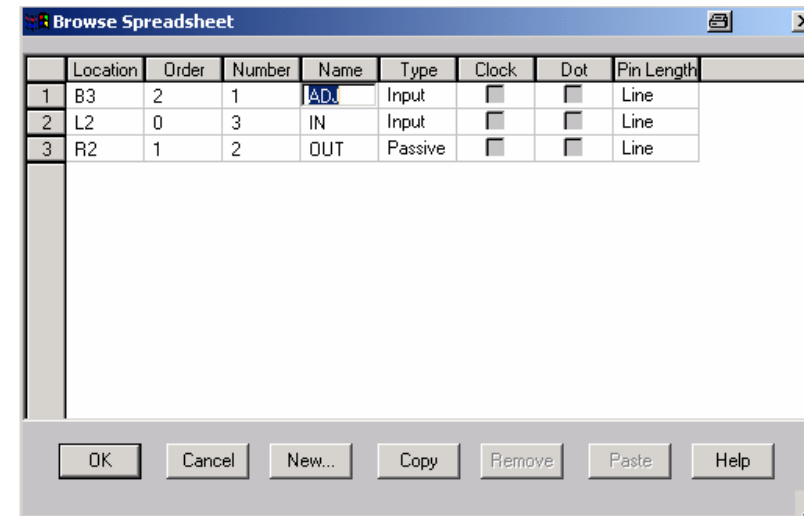 Browse Spreadsheet
Location Order Number Name Type Clock Dot Pin Length
1 B3 2 1 ADJ Input Line
2 L2 0 3 IN Input Line
3 R2 1 2 OUT Passive Line
OK Cancel New... Copy Remove Paste Help